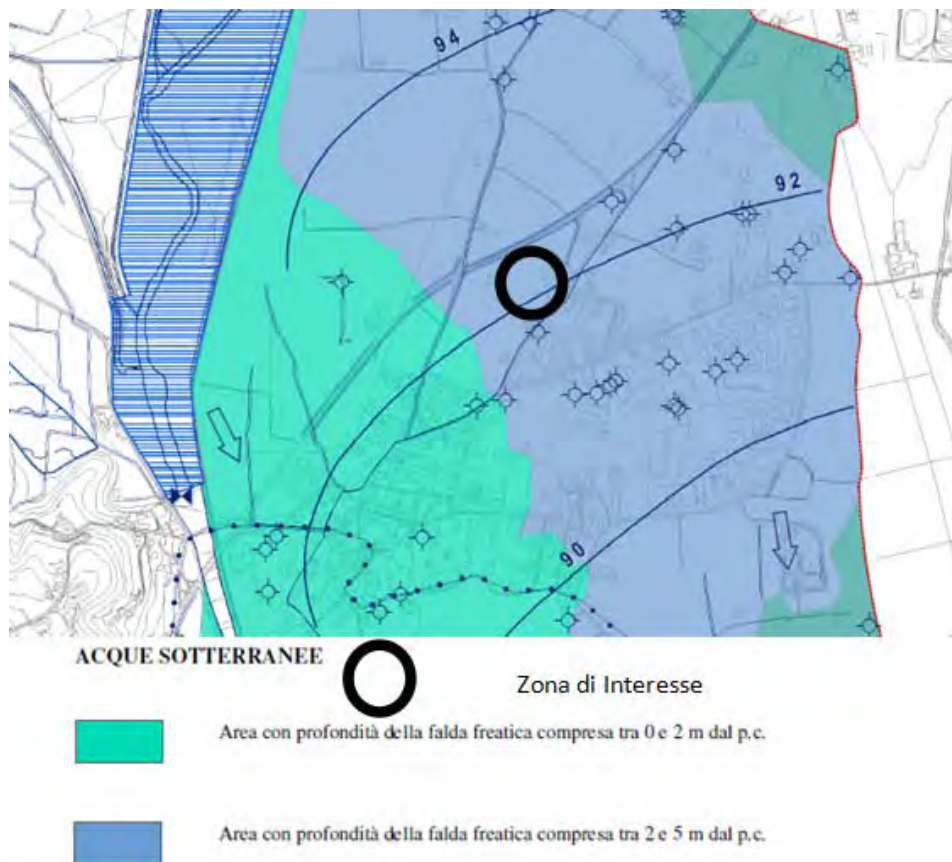 94
92
90
ACQUE SOTTERRANEE
Zona di Interesse
Area con profondità della falda freatica compresa tra 0 e 2 m dal p.c.
Area con profondità della falda freatica compresa tra 2 e 5 m dal p.c.